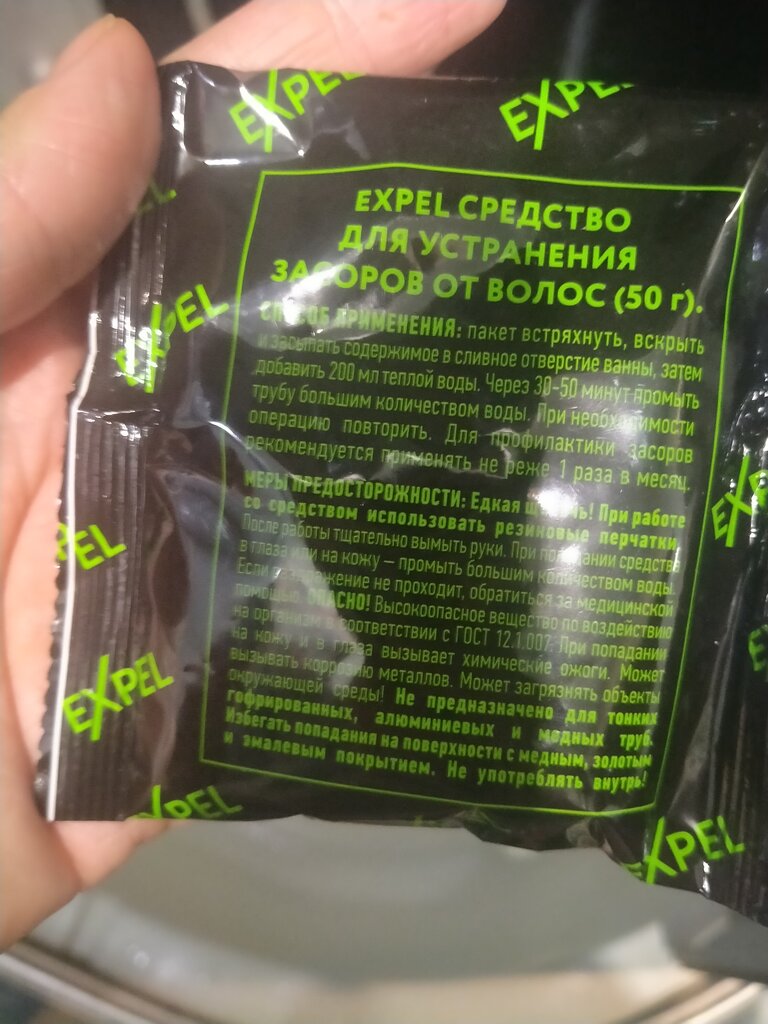 EXPEL
EXPEL
EXPEL СРЕДСТВО
ДЛЯ УСТРАНЕНИЯ
ЗАСОРОВ ОТ ВОЛОС (50 г).
СПОСОБ ПРИМЕНЕНИЯ: пакет встряхнуть, вскрыть
и засыпать содержимое в сливное отверстие ванны, затем
добавить 200 мл теплой воды. Через 30-50 минут промыть
трубу большим количеством воды. При необходимости
операцию повторить. Для профилактики засоров
рекомендуется применять не реже 1 раза в месяц.
МЕРЫ ПРЕДОСТОРОЖНОСТИ: Едкая щелочь! При работе
со средством использовать резиновые перчатки.
После работы тщательно вымыть руки. При попадании средства
в глаза или на кожу – промыть большим количеством воды.
Если раздражение не проходит, обратиться за медицинской
помощью. ОПАСНО! Высокоопасное вещество по воздействию
на организм в соответствии с ГОСТ 12.1.007. При попадании
на кожу и в глаза вызывает химические ожоги. Может
вызывать коррозию металлов. Может загрязнять объекты
окружающей среды! Не предназначено для тонких
гофрированных, алюминиевых и медных труб.
Избегать попадания на поверхности с медным, золотым
и эмалевым покрытием. Не употреблять внутрь!
EXPEL
EXPEL
EXPEL
EXPEL